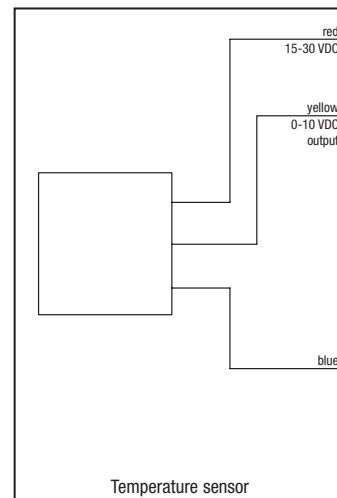 red
15-30 VDC
yellow
0-10 VDC
output
blue
Temperature sensor